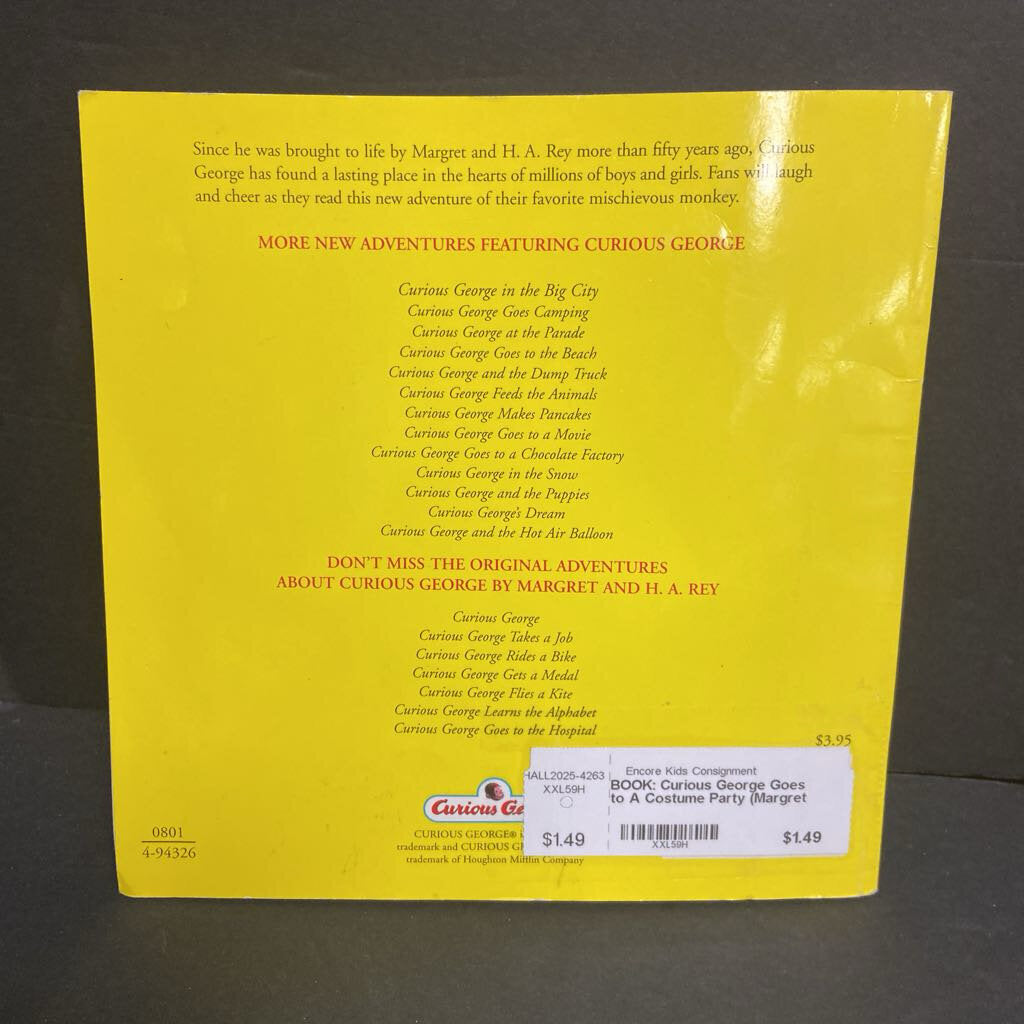 Since he was brought to life by Margret and H. A. Rey more than fifty years ago, Curious
George has found a lasting place in the hearts of millions of boys and girls. Fans will laugh
and cheer as they read this new adventure of their favorite mischievous monkey.
MORE NEW ADVENTURES FEATURING CURIOUS GEORGE
Curious George in the Big City
Curious George Goes Camping
Curious George at the Parade
Curious George Goes to the Beach
Curious George and the Dump Truck
Curious George Feeds the Animals
Curious George Makes Pancakes
Curious George Goes to a Movie
Curious George Goes to a Chocolate Factory
Curious George in the Snow
Curious George and the Puppies
Curious George's Dream
Curious George and the Hot Air Balloon
DON'T MISS THE ORIGINAL ADVENTURES
ABOUT CURIOUS GEORGE BY MARGRET AND H. A. REY
Curious George
Curious George Takes a Job
Curious George Rides a Bike
Curious George Gets a Medal
Curious George Flies a Kite
Curious George Learns the Alphabet
Curious George Goes to the Hospital
$3.95
HALL2025-4263
XXL59H
$1.49
Encore Kids Consignment
BOOK: Curious George Goes
to A Costume Party (Margret
XXL59H
$1.49
Curious Ge
CURIOUS GEORGE®
trademark and CURIOUS
trademark of Houghton Mifflin Company
0801
4-94326